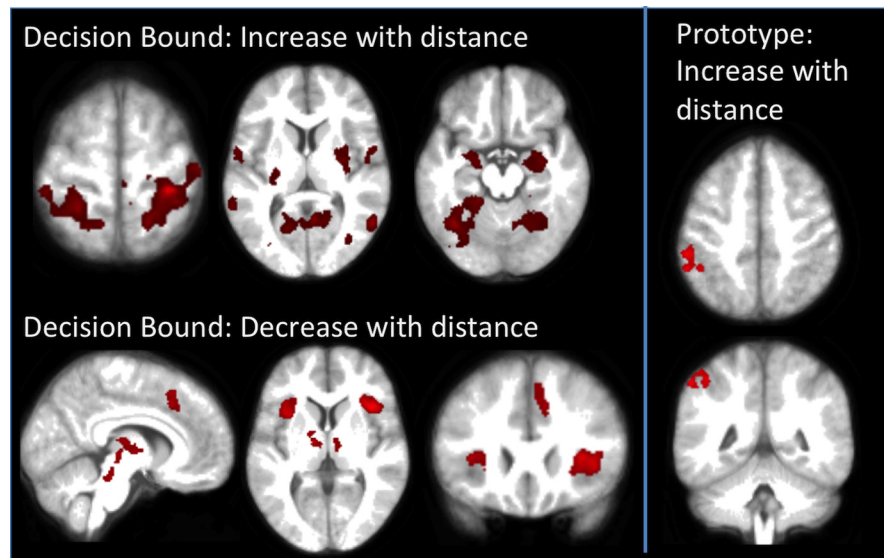 Decision Bound: Increase with distance
Prototype:
Increase with
distance
Decision Bound: Decrease with distance